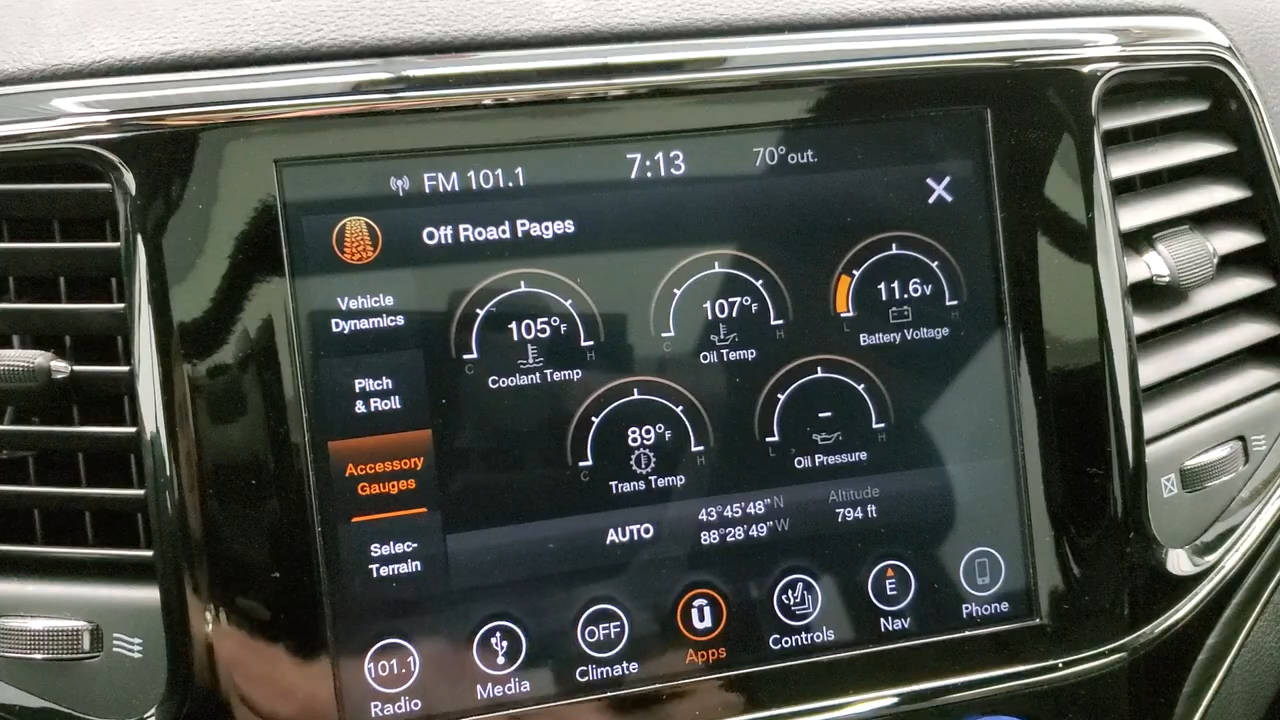 FM 101.1
7:13
70° out.
Off Road Pages
Vehicle
Dynamics
Pitch
& Roll
Accessory
Gauges
Selec-
Terrain
105°F
C H
Coolant Temp
107°F
C H
Oil Temp
11.6v
L H
Battery Voltage
89°F
C H
Trans Temp
-
L H
Oil Pressure
AUTO
43°45'48" N
88°28'49" W
Altitude
794 ft
101.1
Radio
Media
OFF
Climate
ū
Apps
Controls
E
Nav
Phone